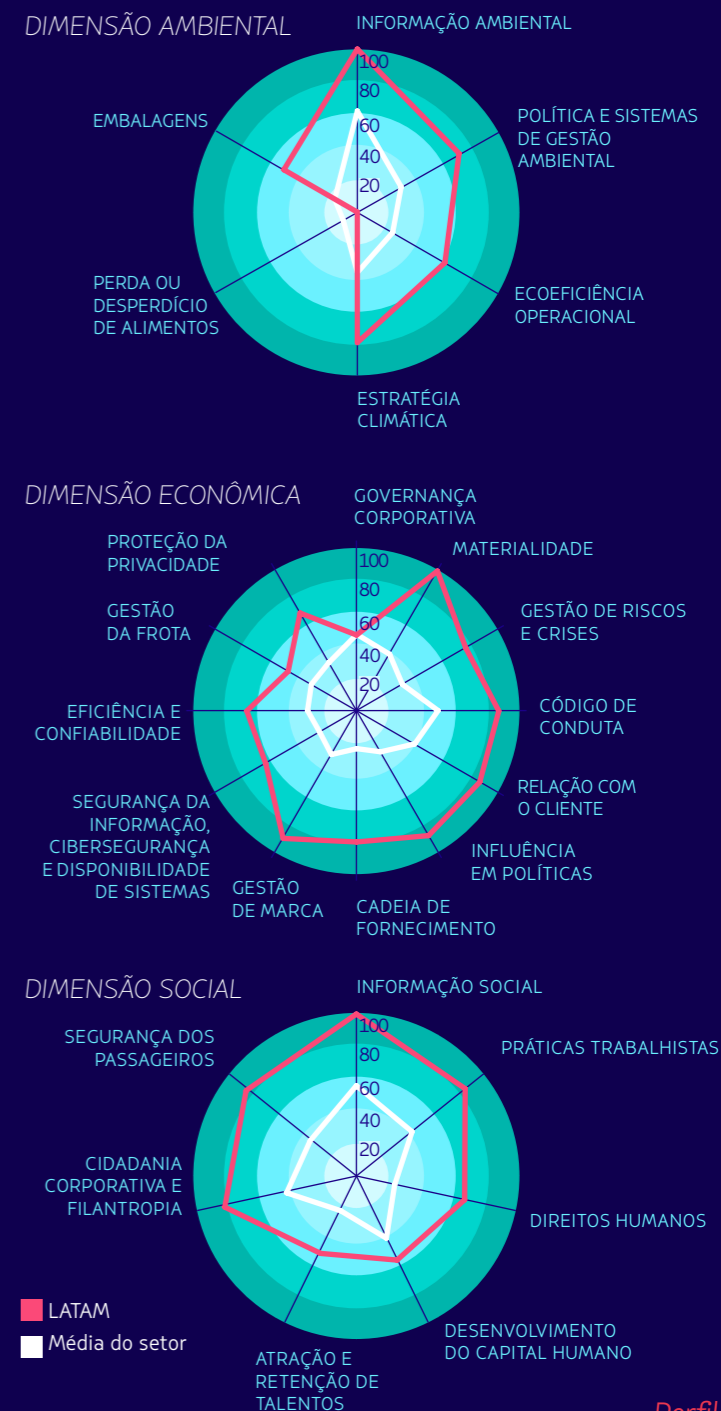 DIMENSÃO AMBIENTAL
INFORMAÇÃO AMBIENTAL
100
80
60
40
20
EMBALAGENS
POLÍTICA E SISTEMAS
DE GESTÃO
AMBIENTAL
PERDA OU
DESPERDÍCIO
DE ALIMENTOS
ECOEFICIÊNCIA
OPERACIONAL
ESTRATÉGIA
CLIMÁTICA
DIMENSÃO ECONÔMICA
GOVERNANÇA
CORPORATIVA
PROTEÇÃO DA
PRIVACIDADE
MATERIALIDADE
100
80
60
40
20
GESTÃO
DA FROTA
GESTÃO DE RISCOS
E CRISES
EFICIÊNCIA E
CONFIABILIDADE
CÓDIGO DE
CONDUTA
RELAÇÃO COM
O CLIENTE
SEGURANÇA DA
INFORMAÇÃO,
CIBERSEGURANÇA
E DISPONIBILIDADE
DE SISTEMAS
INFLUÊNCIA
EM POLÍTICAS
GESTÃO
DE MARCA
CADEIA DE
FORNECIMENTO
DIMENSÃO SOCIAL
INFORMAÇÃO SOCIAL
100
80
60
40
20
SEGURANÇA DOS
PASSAGEIROS
PRÁTICAS TRABALHISTAS
CIDADANIA
CORPORATIVA E
FILANTROPIA
DIREITOS HUMANOS
LATAM
Média do setor
DESENVOLVIMENTO
DO CAPITAL HUMANO
ATRAÇÃO E
RETENÇÃO DE
TALENTOS
Perfil